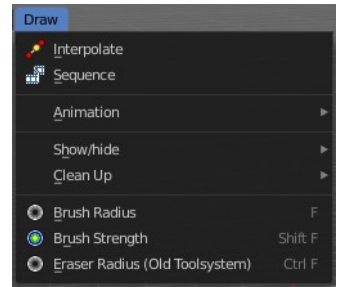 Draw
Interpolate
Sequence
Animation
Show/hide
Clean Up
Brush Radius F
Brush Strength Shift F
Eraser Radius (Old Toolsystem) Ctrl F